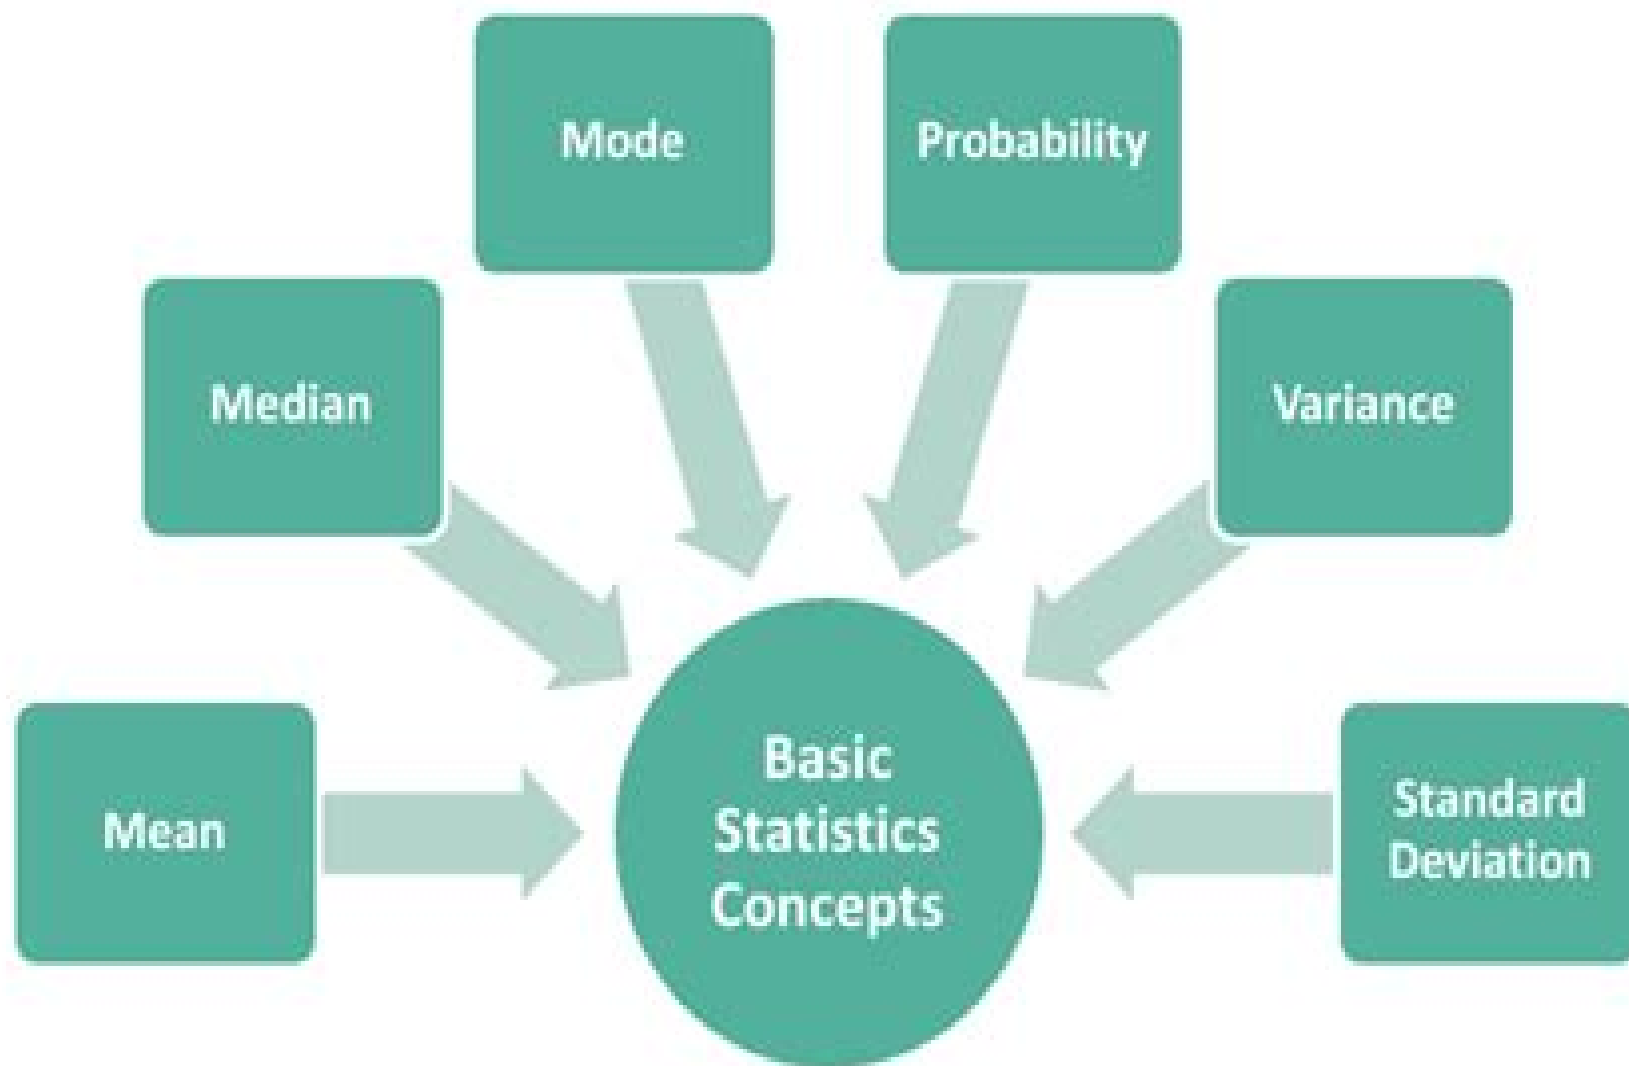 Mode
Probability
Median
Variance
Mean
Basic
Statistics
Concepts
Standard
Deviation